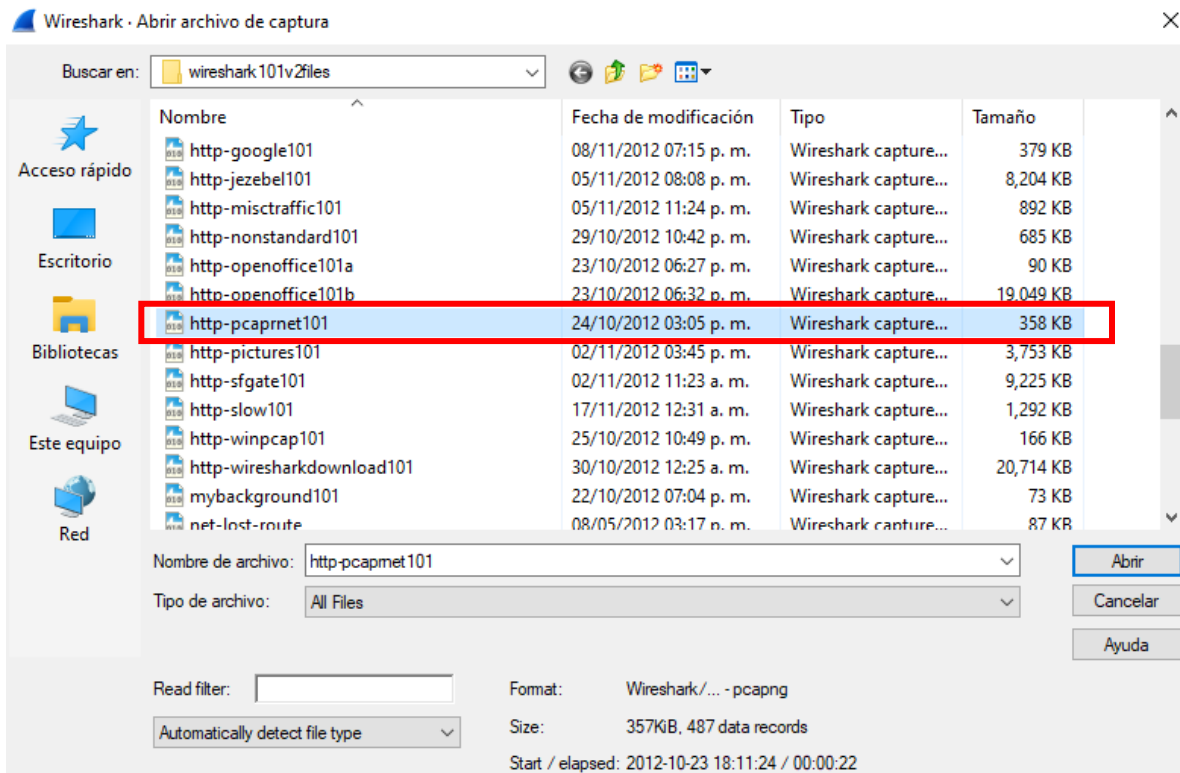 Wireshark · Abrir archivo de captura
Buscar en: wireshark101v2files
Nombre Fecha de modificación Tipo Tamaño
http-google101 08/11/2012 07:15 p. m. Wireshark capture... 379 KB
http-jezebel101 05/11/2012 08:08 p. m. Wireshark capture... 8,204 KB
http-misctraffic101 05/11/2012 11:24 p. m. Wireshark capture... 892 KB
http-nonstandard101 29/10/2012 10:42 p. m. Wireshark capture... 685 KB
http-openoffice101a 23/10/2012 06:27 p. m. Wireshark capture... 90 KB
http-openoffice101b 23/10/2012 06:32 p. m. Wireshark capture... 19,049 KB
http-pcaprnet101 24/10/2012 03:05 p. m. Wireshark capture... 358 KB
http-pictures101 02/11/2012 03:45 p. m. Wireshark capture... 3,753 KB
http-sfgate101 02/11/2012 11:23 a. m. Wireshark capture... 9,225 KB
http-slow101 17/11/2012 12:31 a. m. Wireshark capture... 1,292 KB
http-winpcap101 25/10/2012 10:49 p. m. Wireshark capture... 166 KB
http-wiresharkdownload101 30/10/2012 12:25 a. m. Wireshark capture... 20,714 KB
mybackground101 22/10/2012 07:04 p. m. Wireshark capture... 73 KB
net-lost-route 08/05/2012 03:17 p. m. Wireshark capture... 87 KB
Acceso rápido
Escritorio
Bibliotecas
Este equipo
Red
Nombre de archivo: http-pcaprnet101 Abrir
Tipo de archivo: All Files Cancelar
Ayuda
Read filter: Format: Wireshark/... - pcapng
Automatically detect file type Size: 357KiB, 487 data records
Start / elapsed: 2012-10-23 18:11:24 / 00:00:22